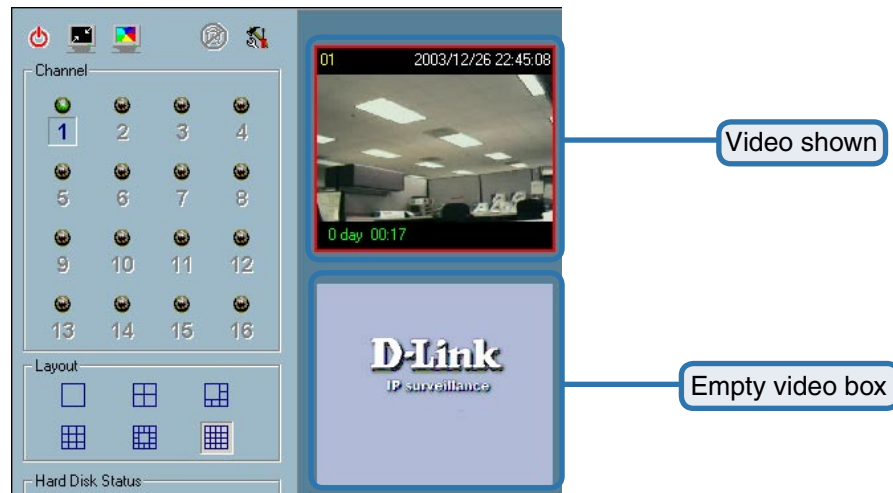 Channel
1 2 3 4
5 6 7 8
9 10 11 12
13 14 15 16
Layout
Hard Disk Status
01 2003/12/26 22:45:08
0 day 00:17
Video shown
D-Link
IP surveillance
Empty video box